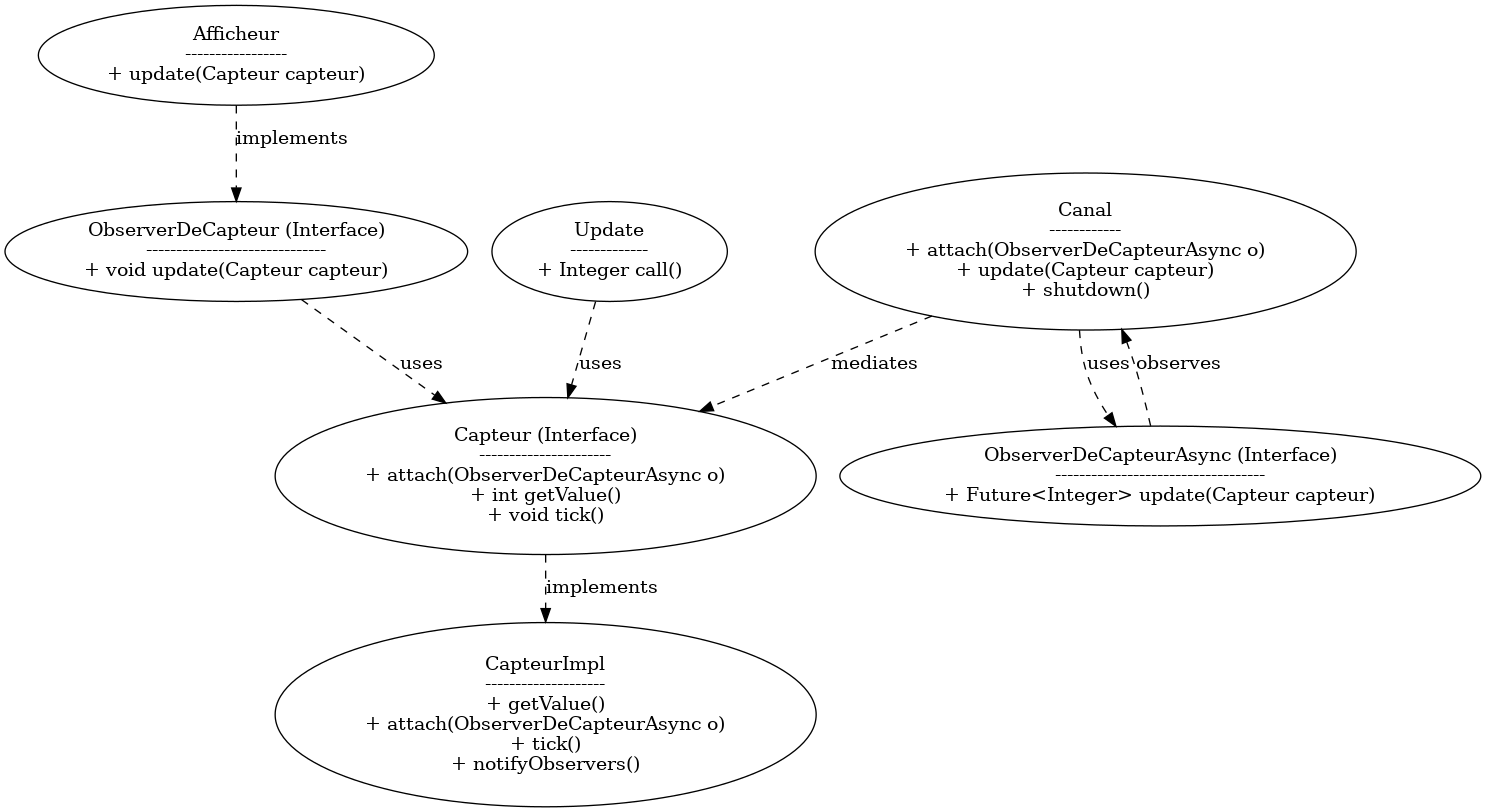 Afficheur
-----------------
+ update(Capteur capteur)
implements
ObserverDeCapteur (Interface)
------------------------------
+ void update(Capteur capteur)
Update
-------------
+ Integer call()
Canal
------------
+ attach(ObserverDeCapteurAsync o)
+ update(Capteur capteur)
+ shutdown()
uses
uses
mediates
uses
observes
Capteur (Interface)
----------------------
+ attach(ObserverDeCapteurAsync o)
+ int getValue()
+ void tick()
ObserverDeCapteurAsync (Interface)
-----------------------------------
+ Future<Integer> update(Capteur capteur)
implements
CapteurImpl
--------------------
+ getValue()
+ attach(ObserverDeCapteurAsync o)
+ tick()
+ notifyObservers()